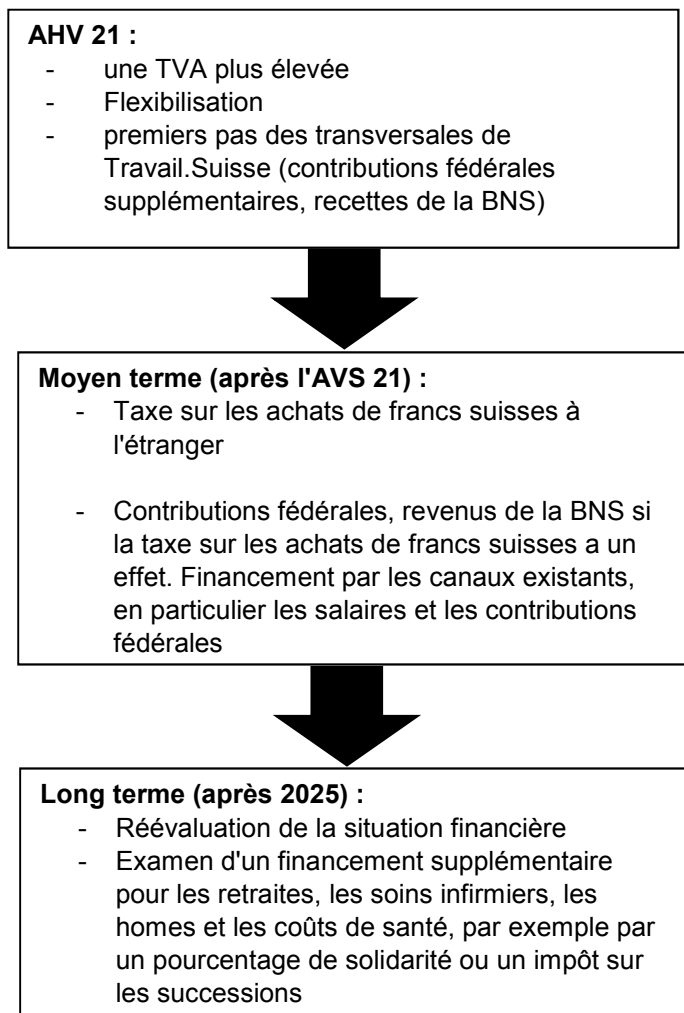 AHV 21 :
- une TVA plus élevée
- Flexibilisation
- premiers pas des transversales de
Travail.Suisse (contributions fédérales
supplémentaires, recettes de la BNS)
Moyen terme (après l'AVS 21) :
- Taxe sur les achats de francs suisses à
l'étranger
- Contributions fédérales, revenus de la BNS si
la taxe sur les achats de francs suisses a un
effet. Financement par les canaux existants,
en particulier les salaires et les contributions
fédérales
Long terme (après 2025) :
- Réévaluation de la situation financière
- Examen d'un financement supplémentaire
pour les retraites, les soins infirmiers, les
homes et les coûts de santé, par exemple par
un pourcentage de solidarité ou un impôt sur
les successions